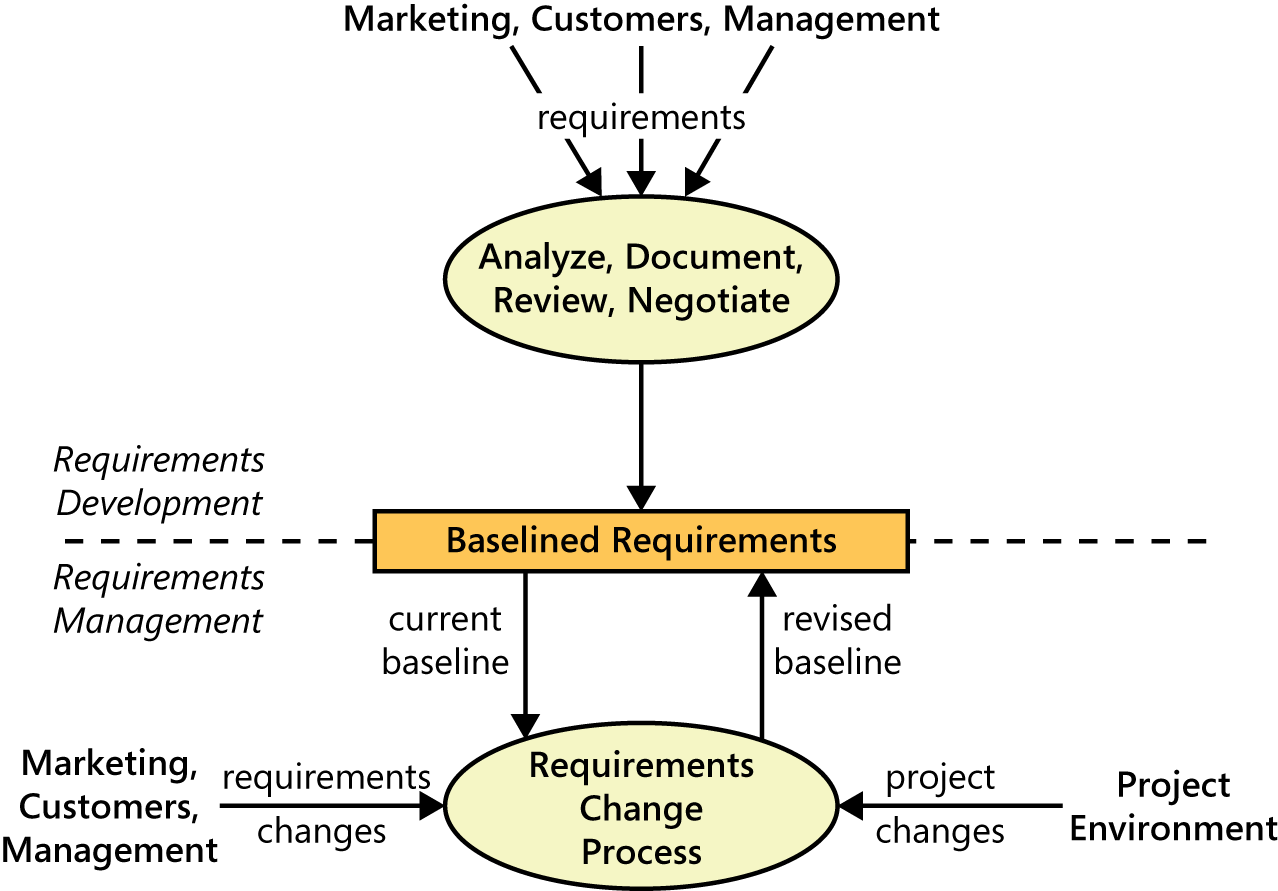 Marketing, Customers, Management
requirements
Analyze, Document,
Review, Negotiate
Requirements
Development
Baselined Requirements
Requirements
Management
current
baseline
revised
baseline
Marketing,
Customers,
Management
requirements
changes
Requirements
Change
Process
project
changes
Project
Environment